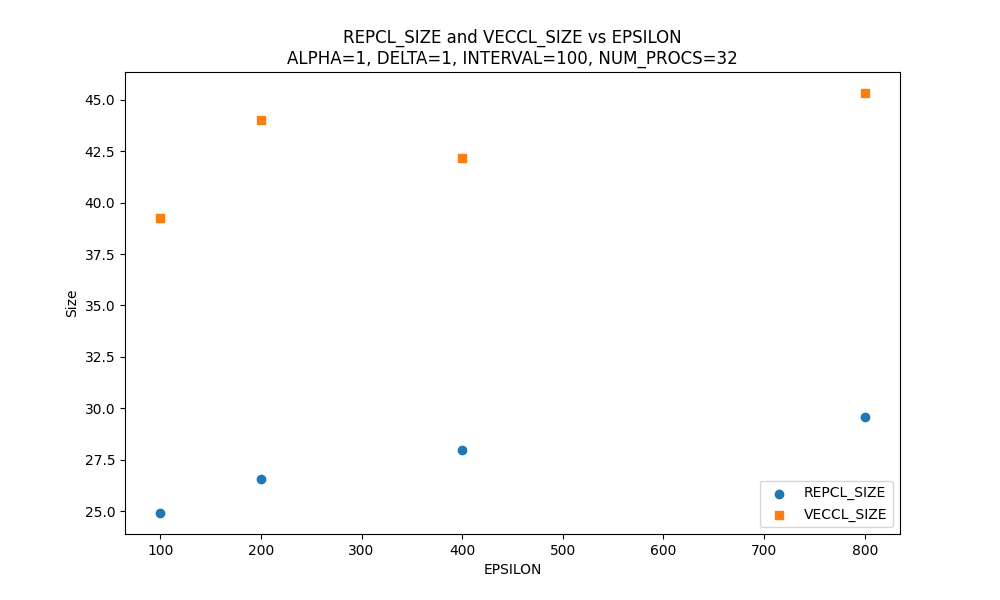 REPCL_SIZE and VECCL_SIZE vs EPSILON
ALPHA=1, DELTA=1, INTERVAL=100, NUM_PROCS=32
45.0
42.5
40.0
37.5
35.0
32.5
30.0
27.5
25.0
Size
REPCL_SIZE
VECCL_SIZE
100 200 300 400 500 600 700 800
EPSILON